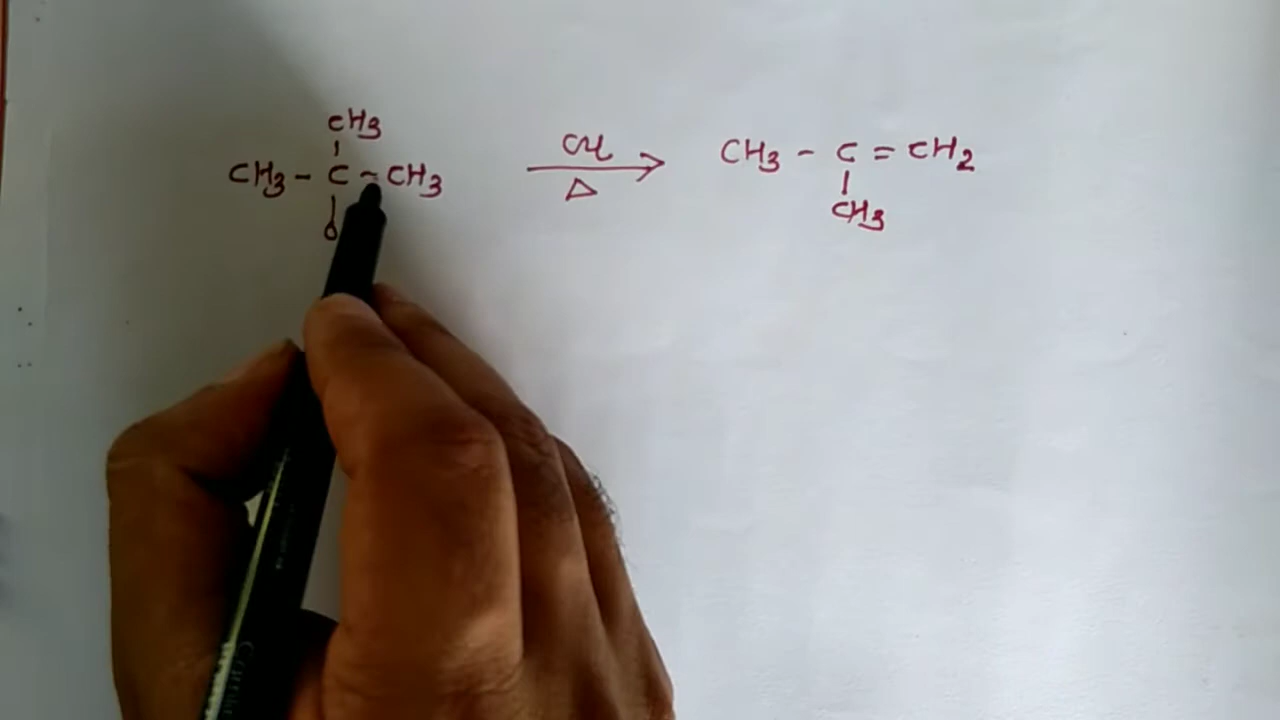 CH3
CH3 - C - CH3
O
Cu
Δ
CH3 - C = CH2
CH3